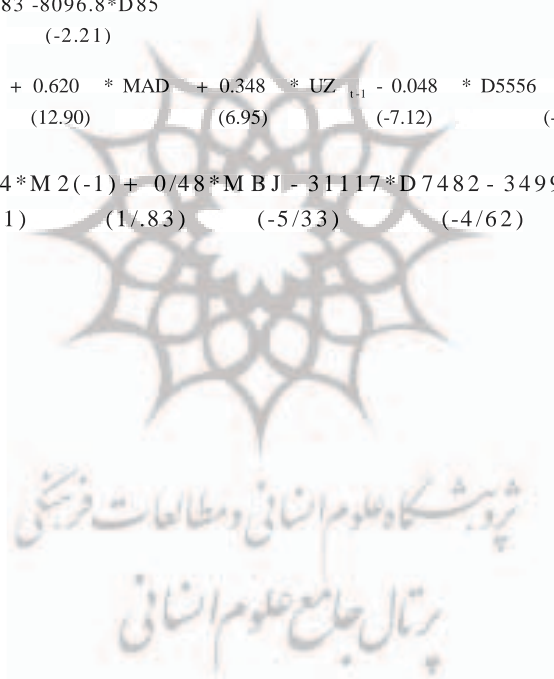 83 -8096.8*D85
(-2.21)
+ 0.620 * MAD + 0.348 * UZ t-1 - 0.048 * D5556
(12.90) (6.95) (-7.12) (-
4*M2(-1)+ 0/48*MBJ-31117*D7482-3499
1) (1/.83) (-5/33) (-4/62)
پژوهشگاه علوم انسانی و مطالعات فرهنگی
پرتال جامع علوم انسانی